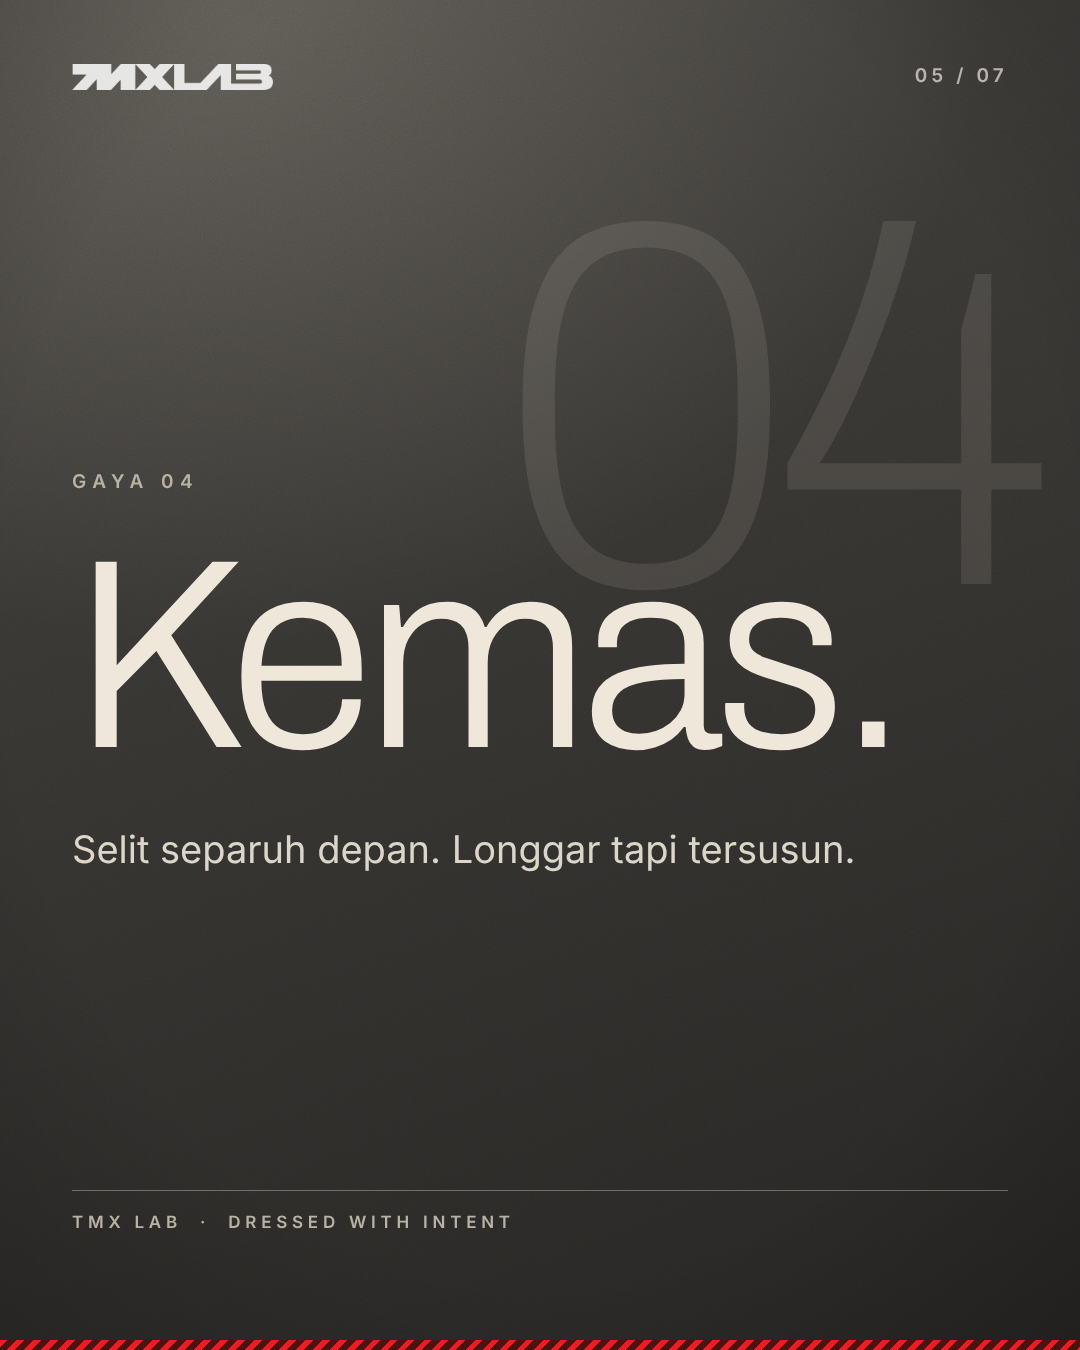 TMXLAB
05 / 07
04
GAYA 04
Kemas.
Selit separuh depan. Longgar tapi tersusun.
TMX LAB · DRESSED WITH INTENT